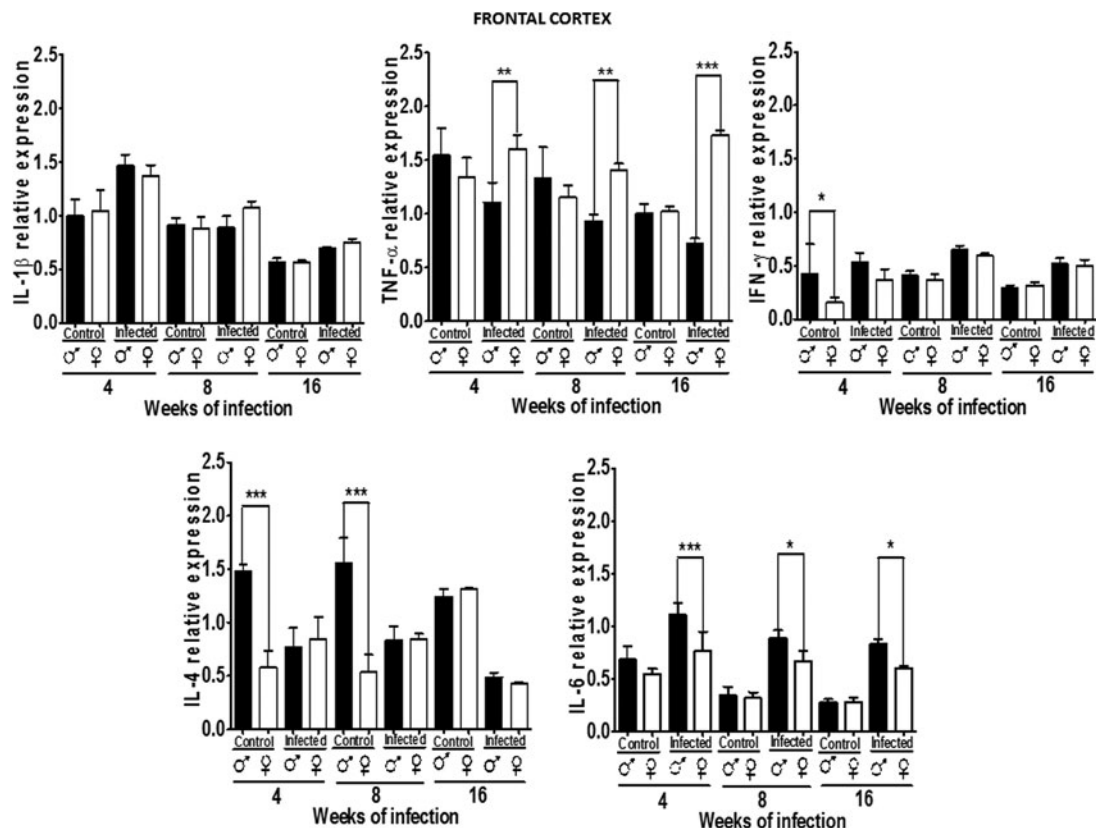 FRONTAL CORTEX
IL-1β relative expression
2.5
2.0
1.5
1.0
0.5
0.0
Control Infected Control Infected Control Infected
♂ ♀ ♂ ♀ ♂ ♀ ♂ ♀ ♂ ♀ ♂ ♀
4 8 16
Weeks of infection
TNF-α relative expression
2.5
2.0
1.5
1.0
0.5
0.0
** ** ***
Control Infected Control Infected Control Infected
♂ ♀ ♂ ♀ ♂ ♀ ♂ ♀ ♂ ♀ ♂ ♀
4 8 16
Weeks of infection
IFN-γ relative expression
2.5
2.0
1.5
1.0
0.5
0.0
*
Control Infected Control Infected Control Infected
♂ ♀ ♂ ♀ ♂ ♀ ♂ ♀ ♂ ♀ ♂ ♀
4 8 16
Weeks of infection
IL-4 relative expression
2.5
2.0
1.5
1.0
0.5
0.0
*** ***
Control Infected Control Infected Control Infected
♂ ♀ ♂ ♀ ♂ ♀ ♂ ♀ ♂ ♀ ♂ ♀
4 8 16
Weeks of infection
IL-6 relative expression
2.5
2.0
1.5
1.0
0.5
0.0
*** * *
Control Infected Control Infected Control Infected
♂ ♀ ♂ ♀ ♂ ♀ ♂ ♀ ♂ ♀ ♂ ♀
4 8 16
Weeks of infection